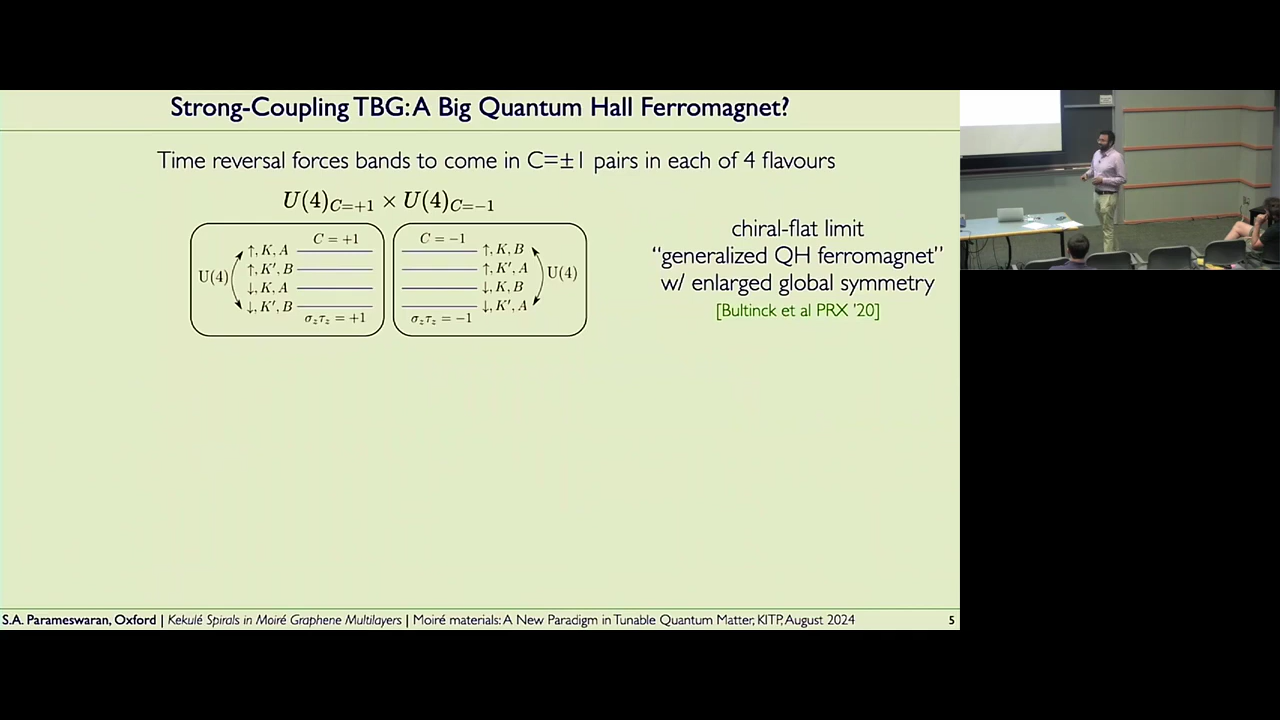 Strong-Coupling TBG: A Big Quantum Hall Ferromagnet?
Time reversal forces bands to come in C=±1 pairs in each of 4 flavours
U(4)_{C=+1} × U(4)_{C=−1}
C = +1
↑, K, A
↑, K′, B
↓, K, A
↓, K′, B
U(4)
σ_zτ_z = +1
C = −1
↑, K, B
↑, K′, A
↓, K, B
↓, K′, A
U(4)
σ_zτ_z = −1
chiral-flat limit
“generalized QH ferromagnet”
w/ enlarged global symmetry
[Bultinck et al PRX ’20]
S.A. Parameswaran, Oxford | Kekulé Spirals in Moiré Graphene Multilayers | Moiré materials: A New Paradigm in Tunable Quantum Matter, KITP, August 2024 5